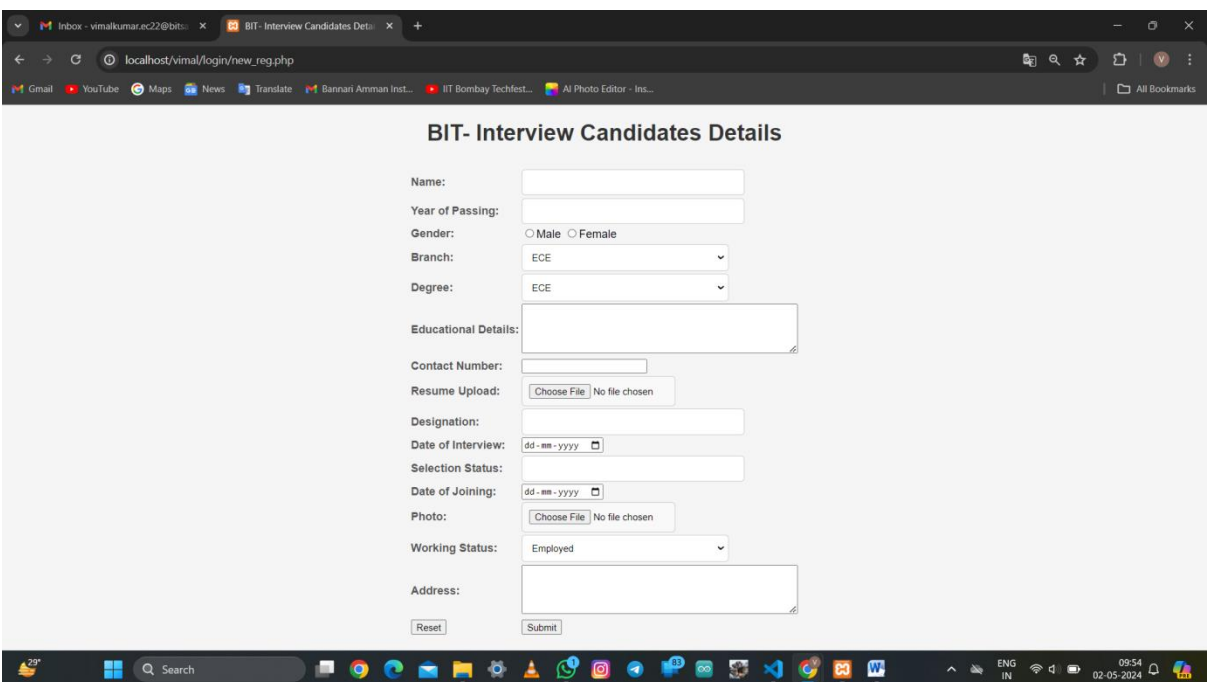 Inbox - vimalkumar.ec22@bitsa
BIT- Interview Candidates Detai
localhost/vimal/login/new_reg.php
V
Gmail YouTube Maps News Translate Bannari Amman Inst... IIT Bombay Techfest... AI Photo Editor - Ins... All Bookmarks
BIT- Interview Candidates Details
Name:
Year of Passing:
Gender: Male Female
Branch: ECE
Degree: ECE
Educational Details:
Contact Number:
Resume Upload: Choose File No file chosen
Designation:
Date of Interview: dd-mm-yyyy
Selection Status:
Date of Joining: dd-mm-yyyy
Photo: Choose File No file chosen
Working Status: Employed
Address:
Reset Submit
29° Search 1 83 V W ENG 09:54
IN 02-05-2024